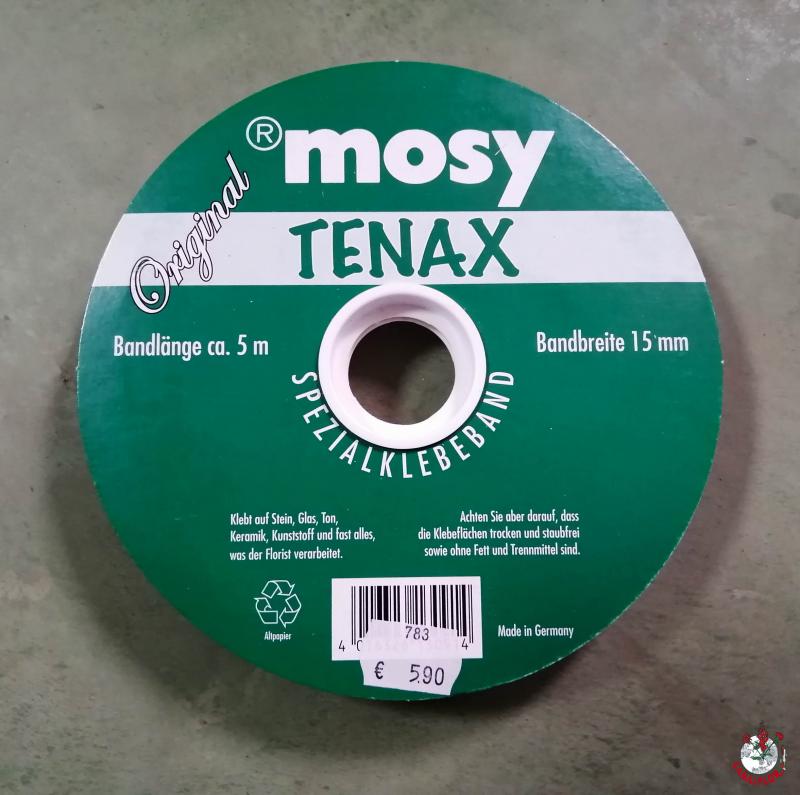 ®mosy
Original
TENAX
Bandlänge ca. 5 m
Bandbreite 15 mm
SPEZIALKLEBEBAND
Klebt auf Stein, Glas, Ton,
Keramik, Kunststoff und fast alles,
was der Florist verarbeitet.
Achten Sie aber darauf, dass
die Klebeflächen trocken und staubfrei
sowie ohne Fett und Trennmittel sind.
Altpapier
783
€ 5.90
Made in Germany